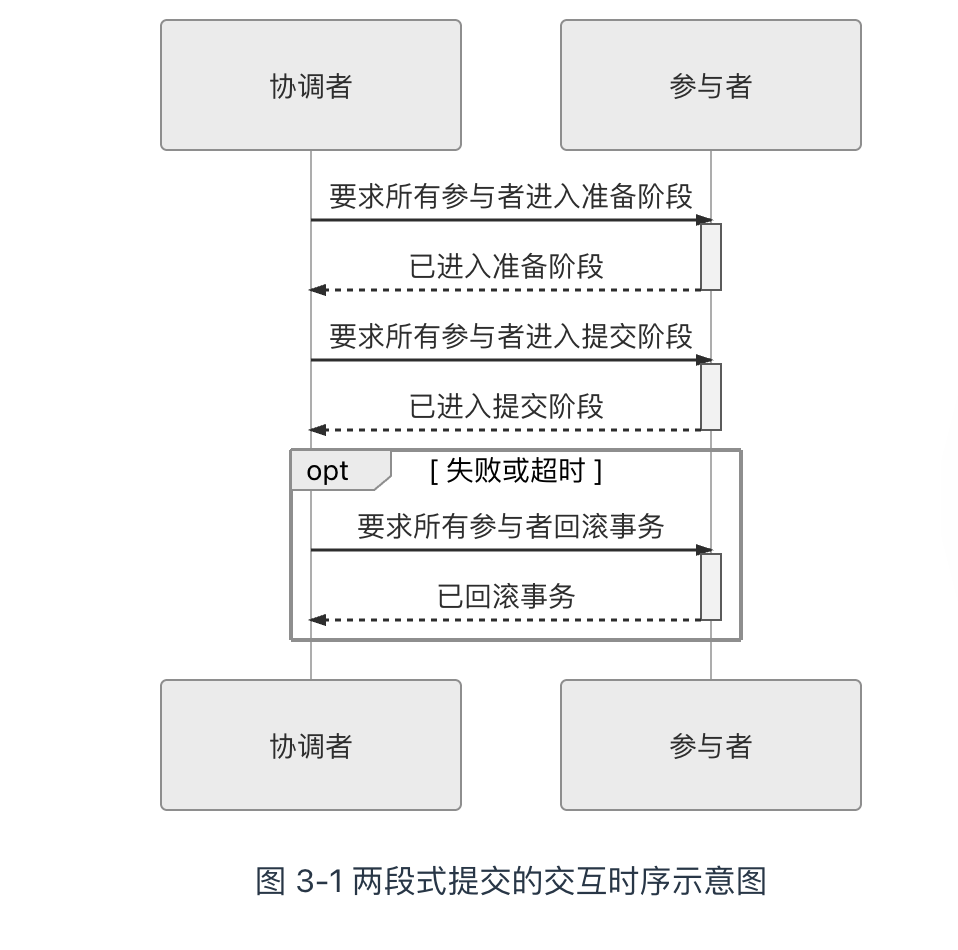 协调者
参与者
要求所有参与者进入准备阶段
已进入准备阶段
要求所有参与者进入提交阶段
已进入提交阶段
opt
[ 失败或超时 ]
要求所有参与者回滚事务
已回滚事务
协调者
参与者
图 3-1 两段式提交的交互时序示意图